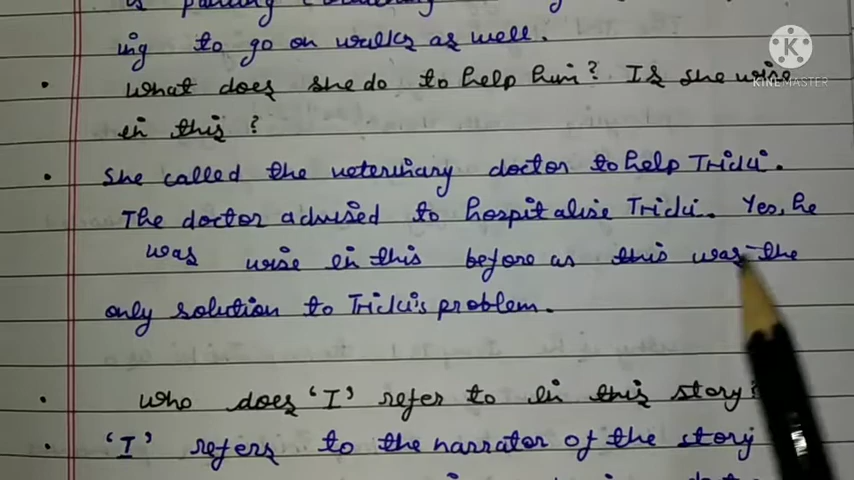 ing to go on walks as well.
KINEMASTER
• What does she do to help him? Is she wise
in this?
• She called the veterinary doctor to help Tricki.
The doctor advised to hospitalise Tricki. Yes, he
was wise in this before as this was the
only solution to Tricki's problem.
• Who does 'I' refer to in this story?
• 'I' refers to the narrator of the story